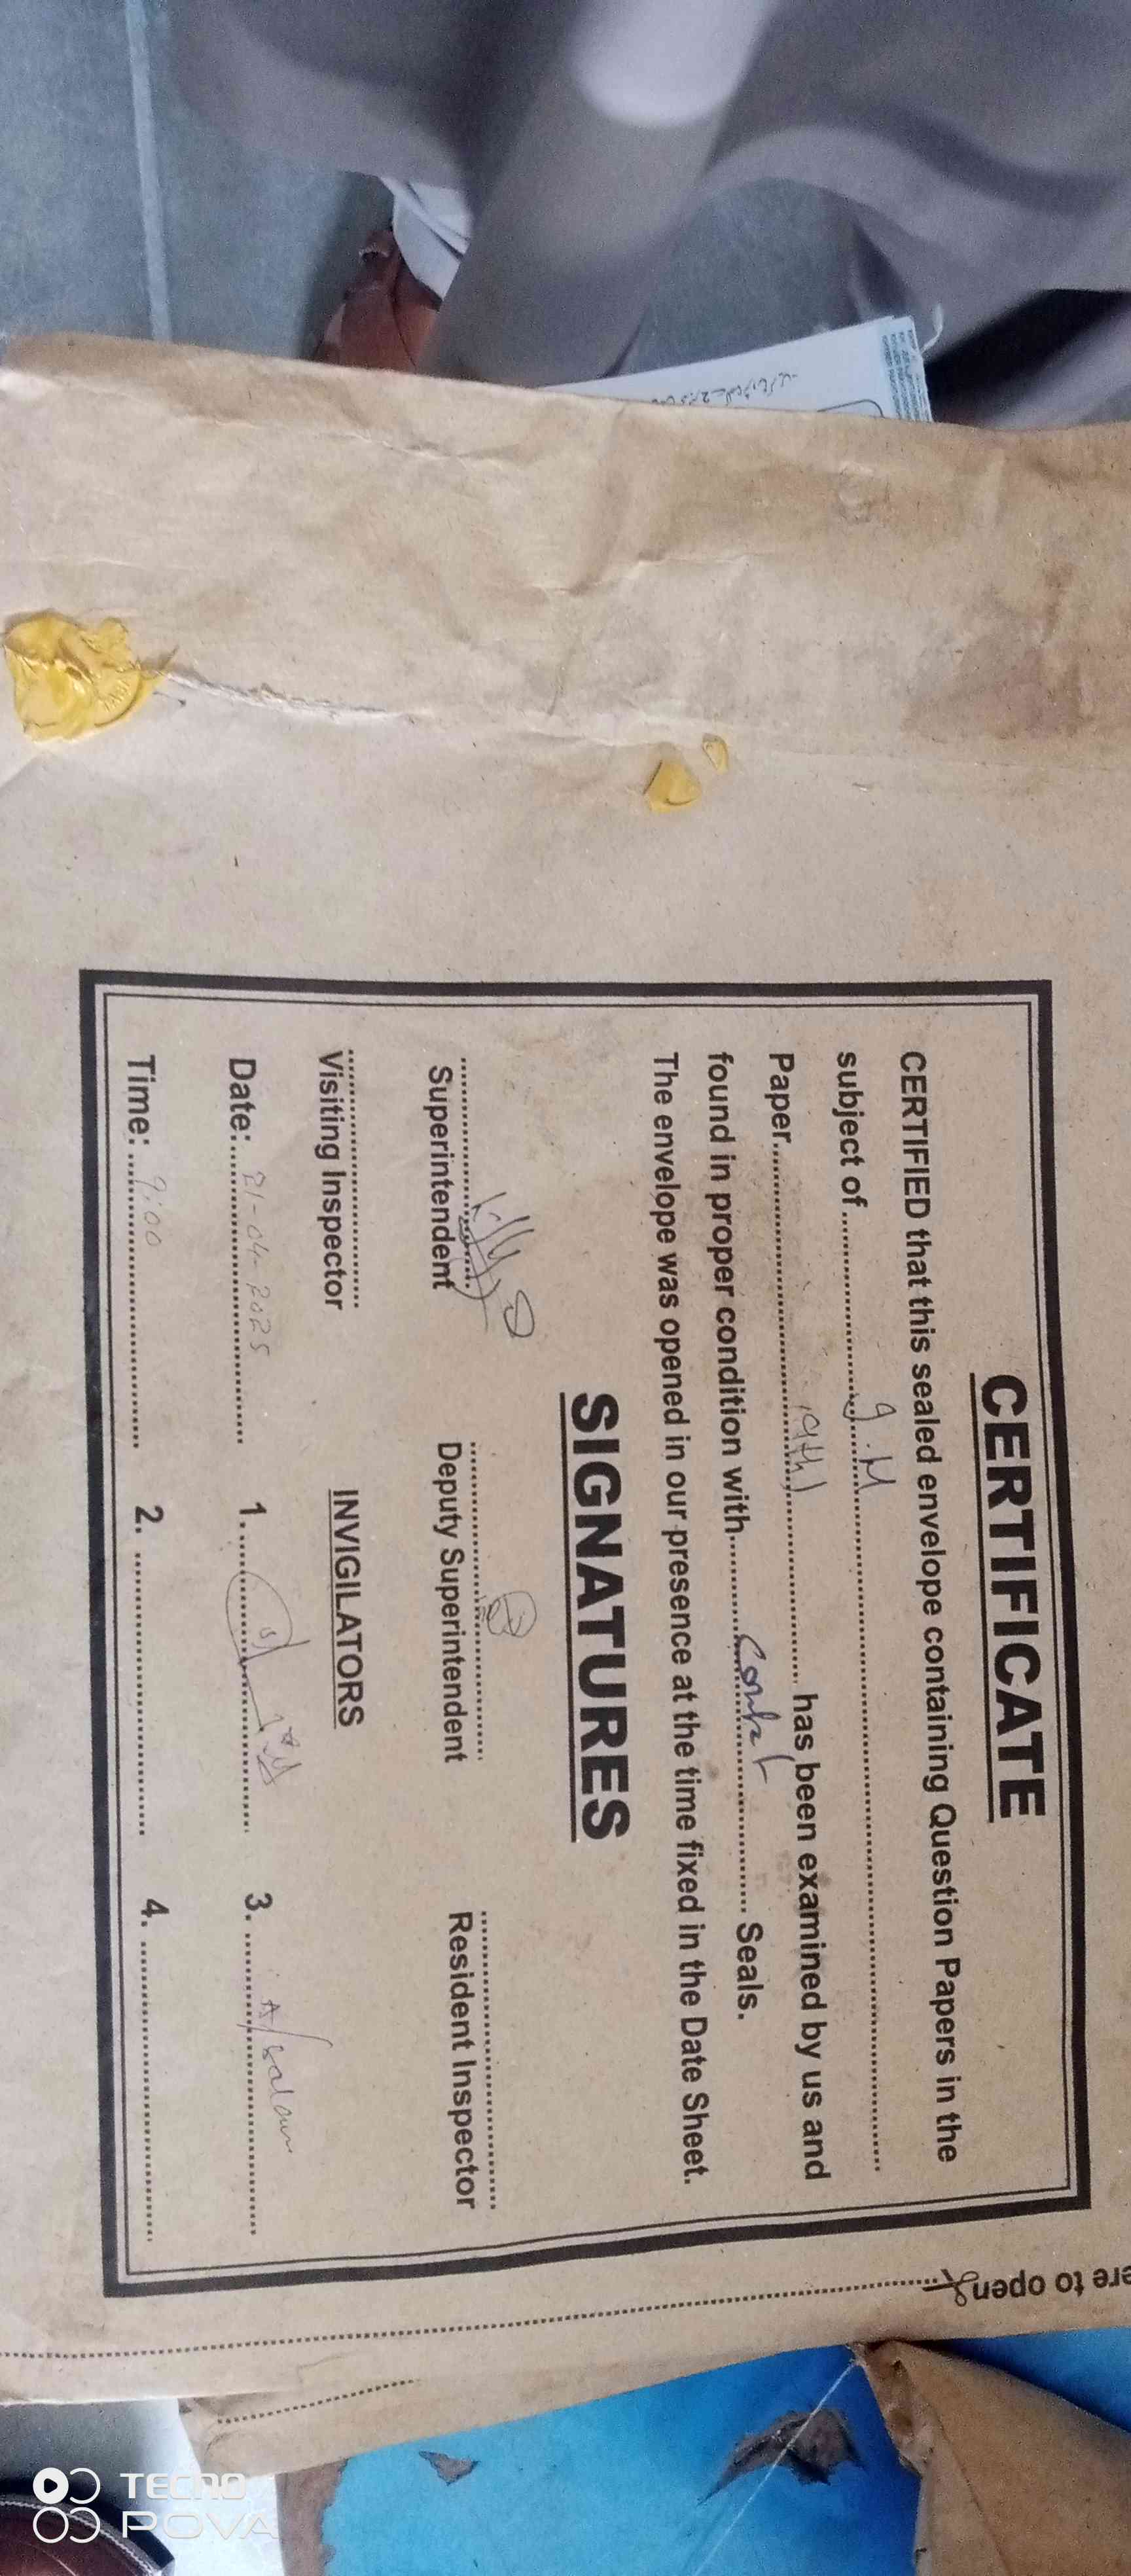 CERTIFICATE
CERTIFIED that this sealed envelope containing Question Papers in the
subject of .......... g.M ..........
Paper.......... 9th ........... has been examined by us and
found in proper condition with........... ........... Seals.
The envelope was opened in our presence at the time fixed in the Date Sheet.
SIGNATURES
Superintendent Deputy Superintendent Resident Inspector
Visiting Inspector INVIGILATORS
Date:.... 21-04-2025 .... 1. .......... 3. .... A/salam ....
Time: .... 9:00 .... 2. .......... 4. ..........
ere to open
TECNO
POVA